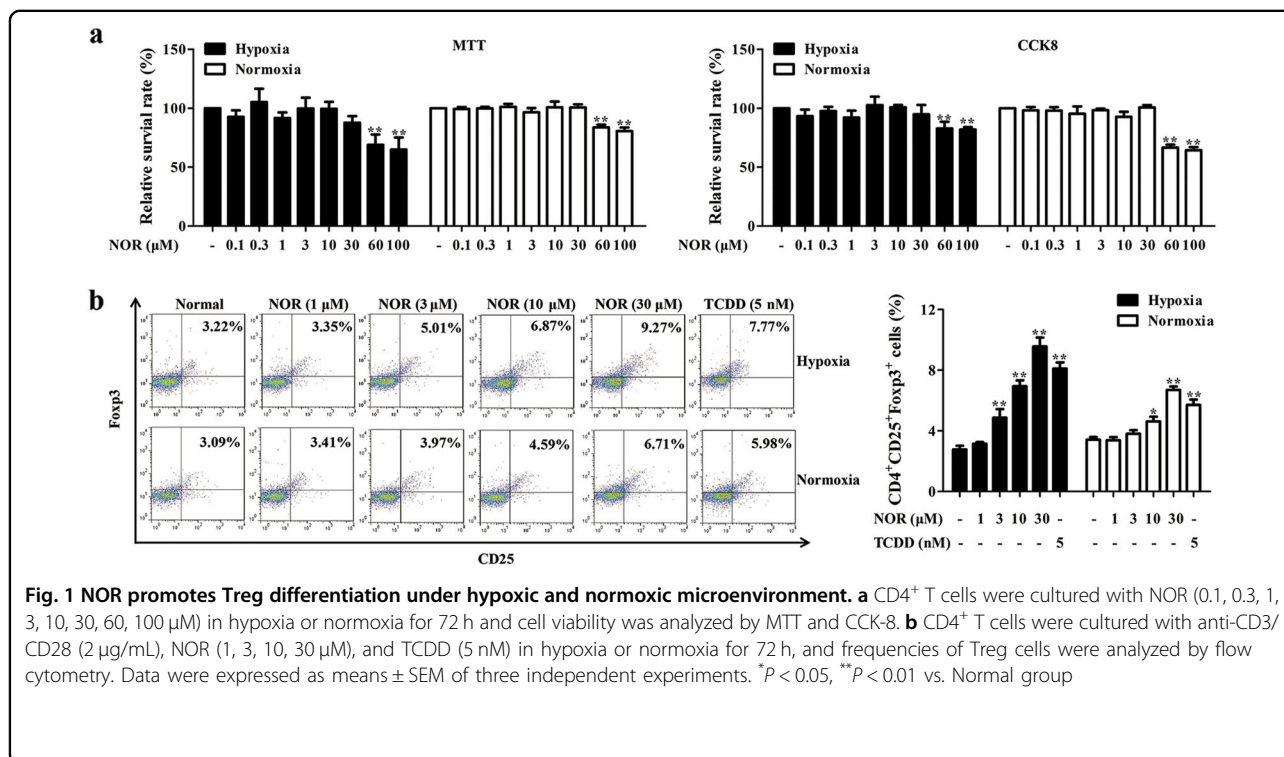 a
150
100
50
0
Relative survial rate (%)
Hypoxia
Normoxia
MTT
NOR (μM) - 0.1 0.3 1 3 10 30 60 100 - 0.1 0.3 1 3 10 30 60 100
** ** ** **
150
100
50
0
Relative survial rate (%)
Hypoxia
Normoxia
CCK8
NOR (μM) - 0.1 0.3 1 3 10 30 60 100 - 0.1 0.3 1 3 10 30 60 100
** ** ** **
b
Normal NOR (1 μM) NOR (3 μM) NOR (10 μM) NOR (30 μM) TCDD (5 nM)
3.22% 3.35% 5.01% 6.87% 9.27% 7.77%
Hypoxia
3.09% 3.41% 3.97% 4.59% 6.71% 5.98%
Normoxia
Foxp3
CD25
CD4+CD25+Foxp3+ cells (%)
12
8
4
0
Hypoxia
Normoxia
** ** ** ** * ** **
NOR (μM) - 1 3 10 30 - - 1 3 10 30 -
TCDD (nM) - - - - - 5 - - - - - 5
Fig. 1 NOR promotes Treg differentiation under hypoxic and normoxic microenvironment. a CD4+ T cells were cultured with NOR (0.1, 0.3, 1,
3, 10, 30, 60, 100 μM) in hypoxia or normoxia for 72 h and cell viability was analyzed by MTT and CCK-8. b CD4+ T cells were cultured with anti-CD3/
CD28 (2 μg/mL), NOR (1, 3, 10, 30 μM), and TCDD (5 nM) in hypoxia or normoxia for 72 h, and frequencies of Treg cells were analyzed by flow
cytometry. Data were expressed as means ± SEM of three independent experiments. *P < 0.05, **P < 0.01 vs. Normal group